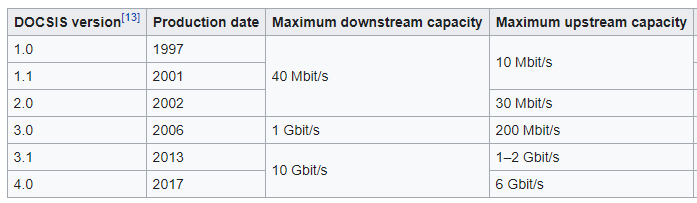 DOCSIS version[13] Production date Maximum downstream capacity Maximum upstream capacity
1.0 1997 40 Mbit/s 10 Mbit/s
1.1 2001
2.0 2002 30 Mbit/s
3.0 2006 1 Gbit/s 200 Mbit/s
3.1 2013 10 Gbit/s 1–2 Gbit/s
4.0 2017 6 Gbit/s